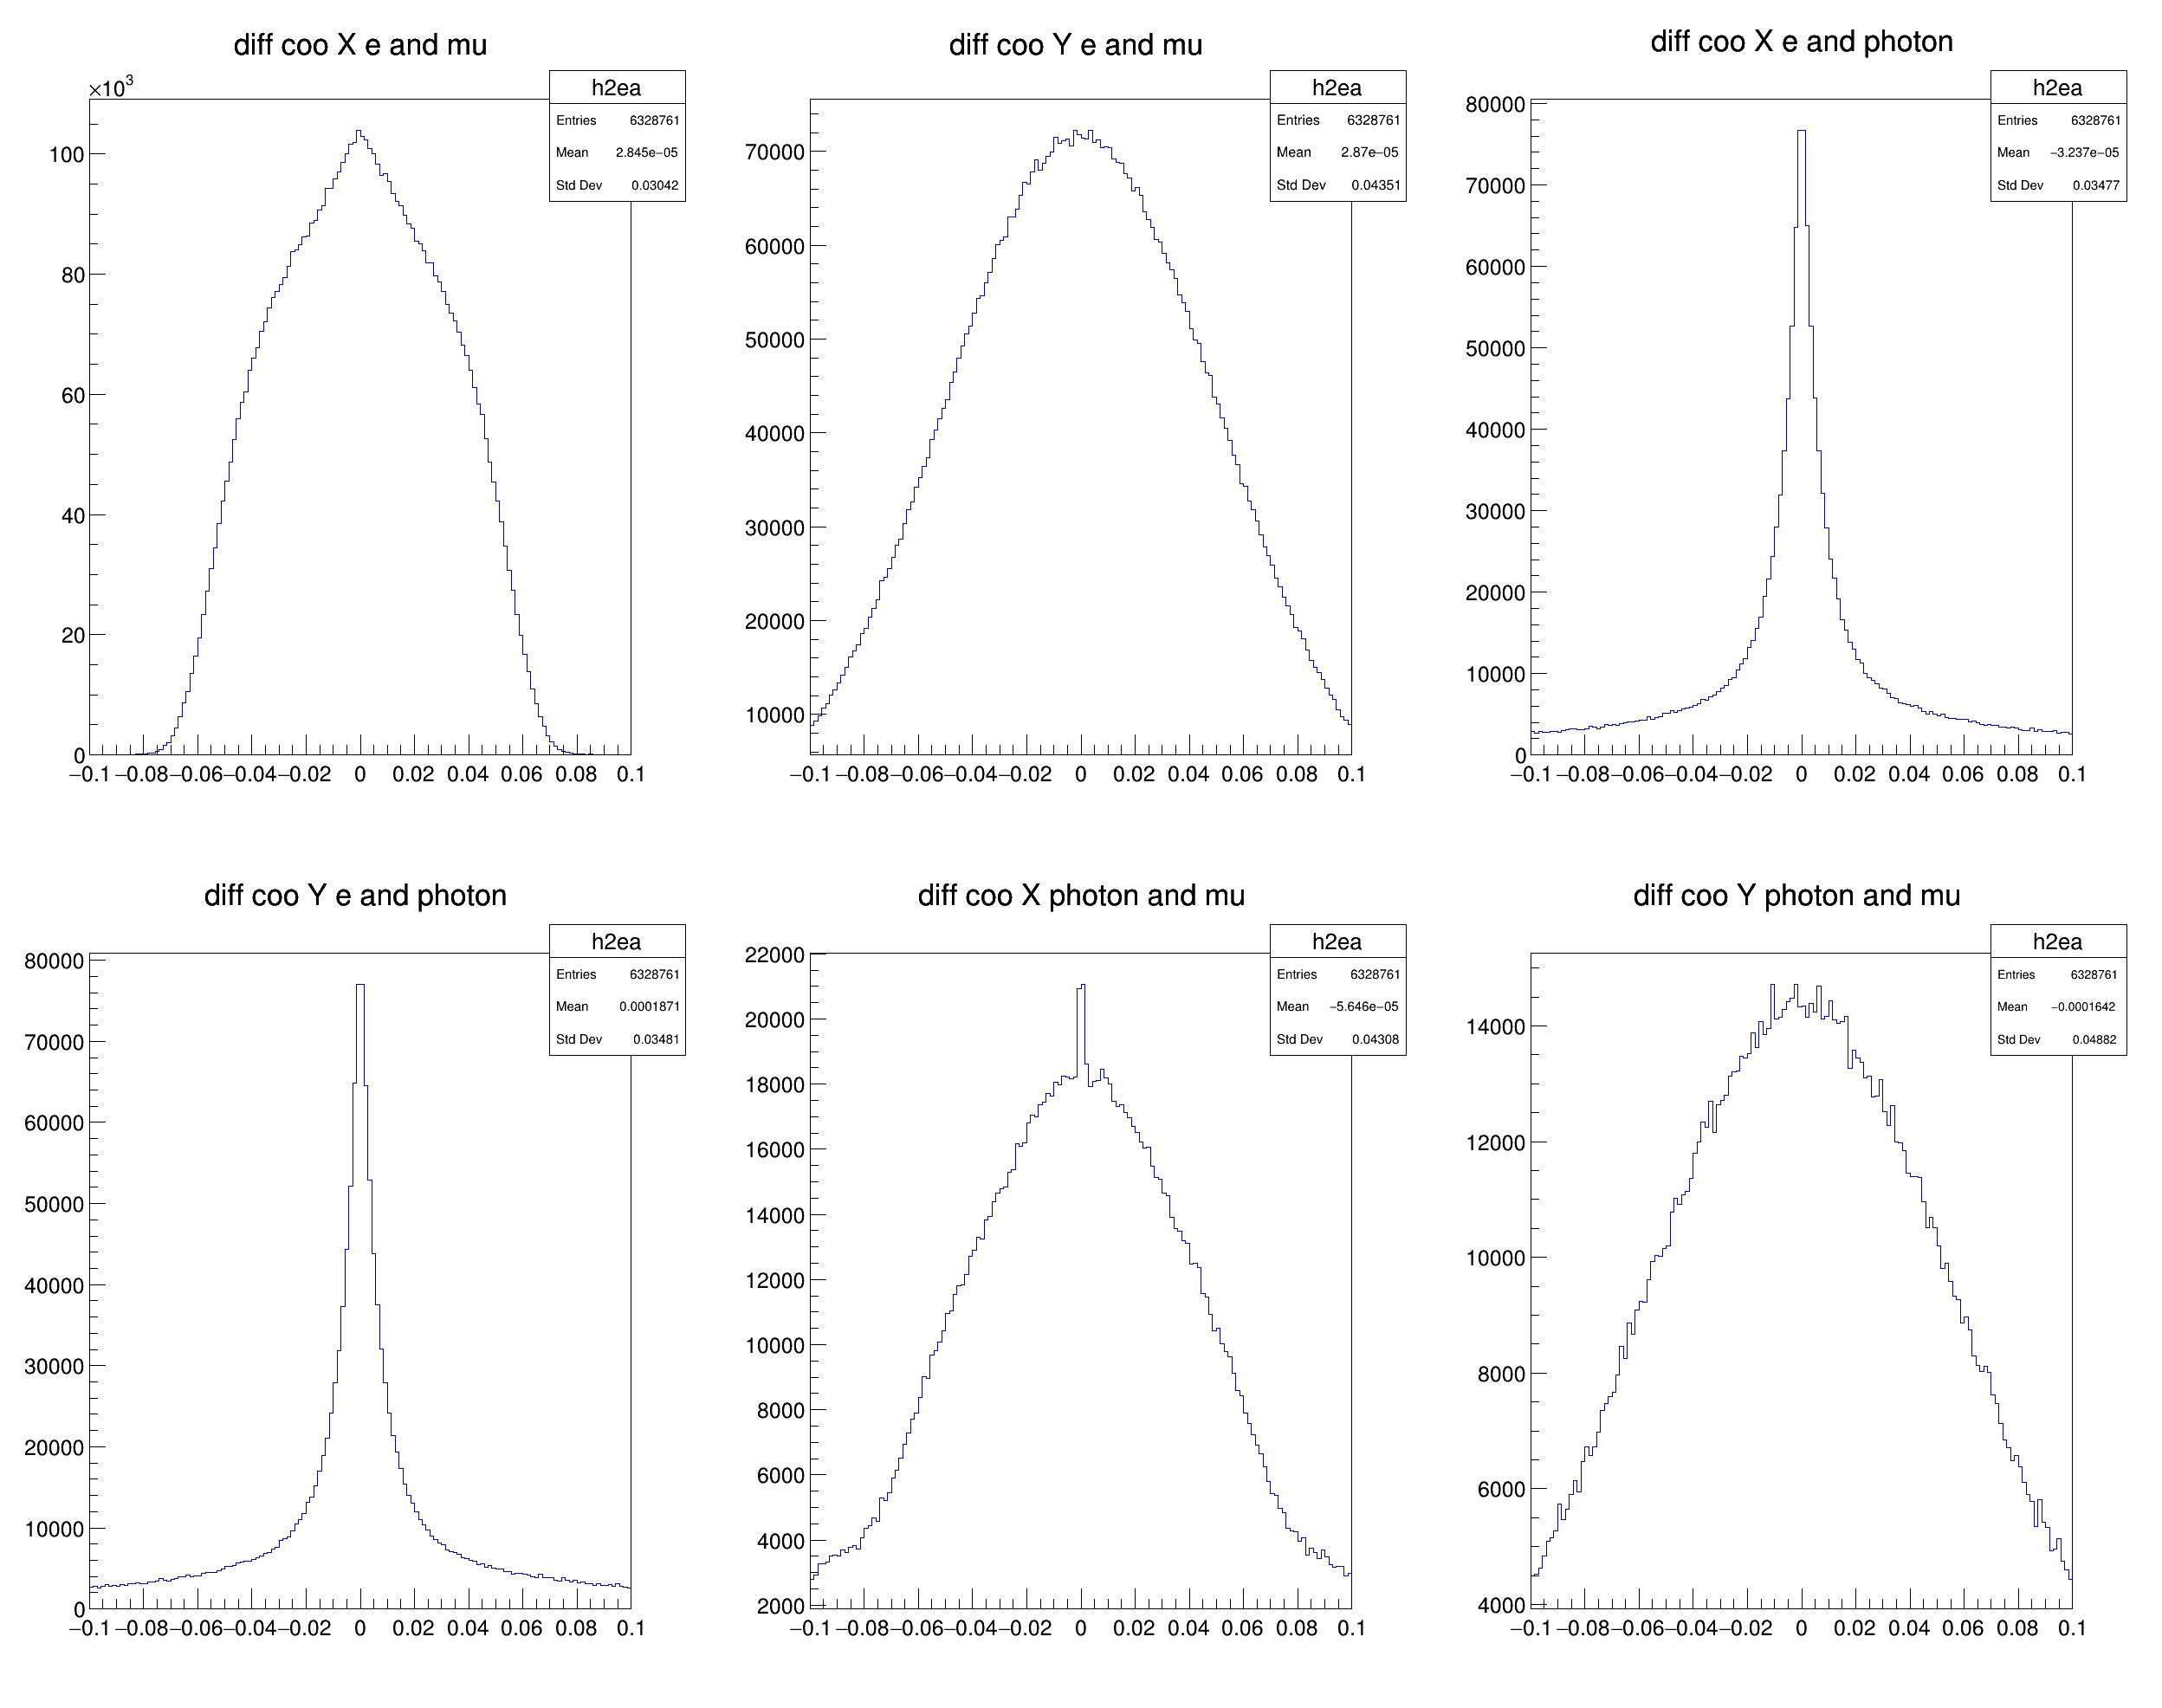 diff coo X e and mu
×10³
h2ea
Entries 6328761
Mean 2.845e−05
Std Dev 0.03042
100
80
60
40
20
0
−0.1 −0.08 −0.06 −0.04 −0.02 0 0.02 0.04 0.06 0.08 0.1
diff coo Y e and mu
h2ea
Entries 6328761
Mean 2.87e−05
Std Dev 0.04351
70000
60000
50000
40000
30000
20000
10000
−0.1 −0.08 −0.06 −0.04 −0.02 0 0.02 0.04 0.06 0.08 0.1
diff coo X e and photon
h2ea
Entries 6328761
Mean −3.237e−05
Std Dev 0.03477
80000
70000
60000
50000
40000
30000
20000
10000
0
−0.1 −0.08 −0.06 −0.04 −0.02 0 0.02 0.04 0.06 0.08 0.1
diff coo Y e and photon
h2ea
Entries 6328761
Mean 0.0001871
Std Dev 0.03481
80000
70000
60000
50000
40000
30000
20000
10000
0
−0.1 −0.08 −0.06 −0.04 −0.02 0 0.02 0.04 0.06 0.08 0.1
diff coo X photon and mu
h2ea
Entries 6328761
Mean −5.646e−05
Std Dev 0.04308
22000
20000
18000
16000
14000
12000
10000
8000
6000
4000
2000
−0.1 −0.08 −0.06 −0.04 −0.02 0 0.02 0.04 0.06 0.08 0.1
diff coo Y photon and mu
h2ea
Entries 6328761
Mean −0.0001642
Std Dev 0.04882
14000
12000
10000
8000
6000
4000
−0.1 −0.08 −0.06 −0.04 −0.02 0 0.02 0.04 0.06 0.08 0.1